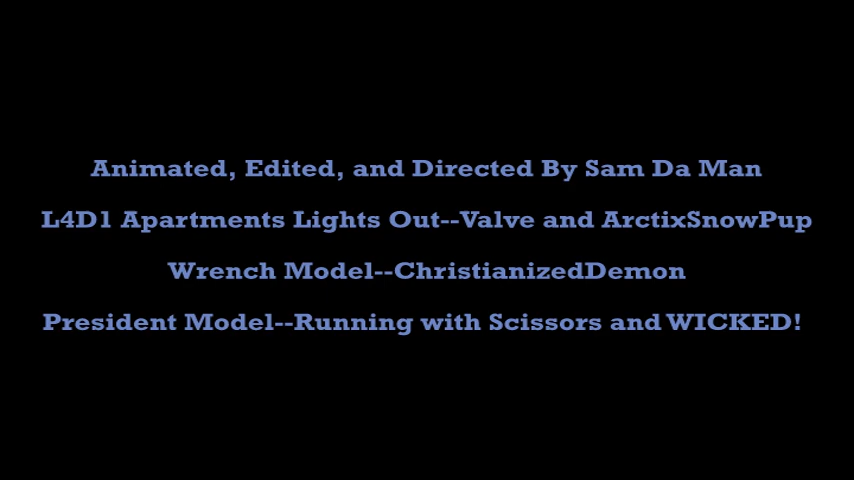 Animated, Edited, and Directed By Sam Da Man
L4D1 Apartments Lights Out--Valve and ArctixSnowPup
Wrench Model--ChristianizedDemon
President Model--Running with Scissors and WICKED!